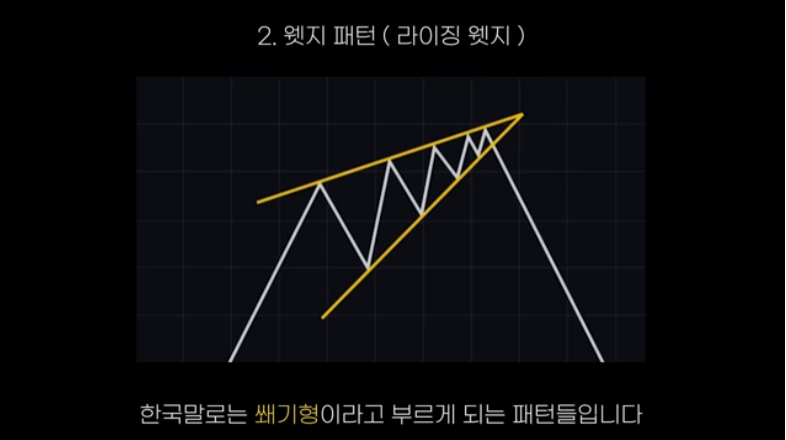 2. 웻지 패턴 ( 라이징 웻지 )
한국말로는 쐐기형이라고 부르게 되는 패턴들입니다